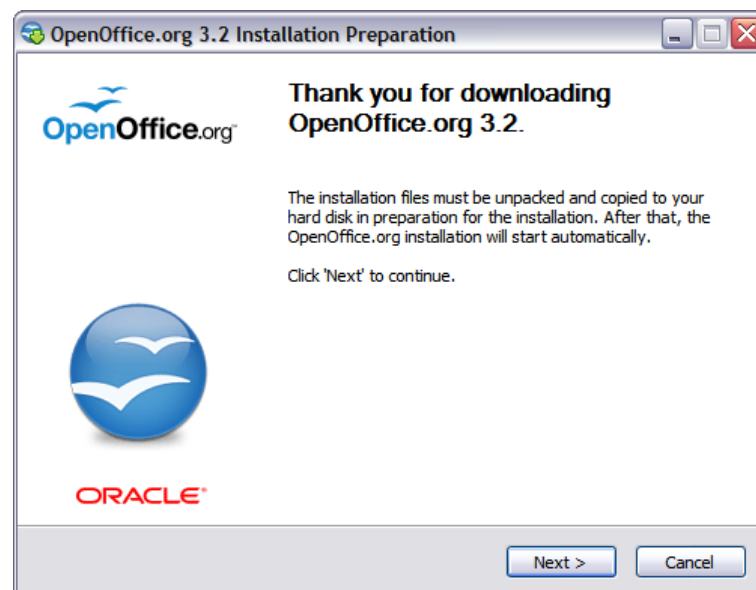 OpenOffice.org 3.2 Installation Preparation
OpenOffice.org™
Thank you for downloading
OpenOffice.org 3.2.
The installation files must be unpacked and copied to your
hard disk in preparation for the installation. After that, the
OpenOffice.org installation will start automatically.
Click 'Next' to continue.
ORACLE®
Next >
Cancel